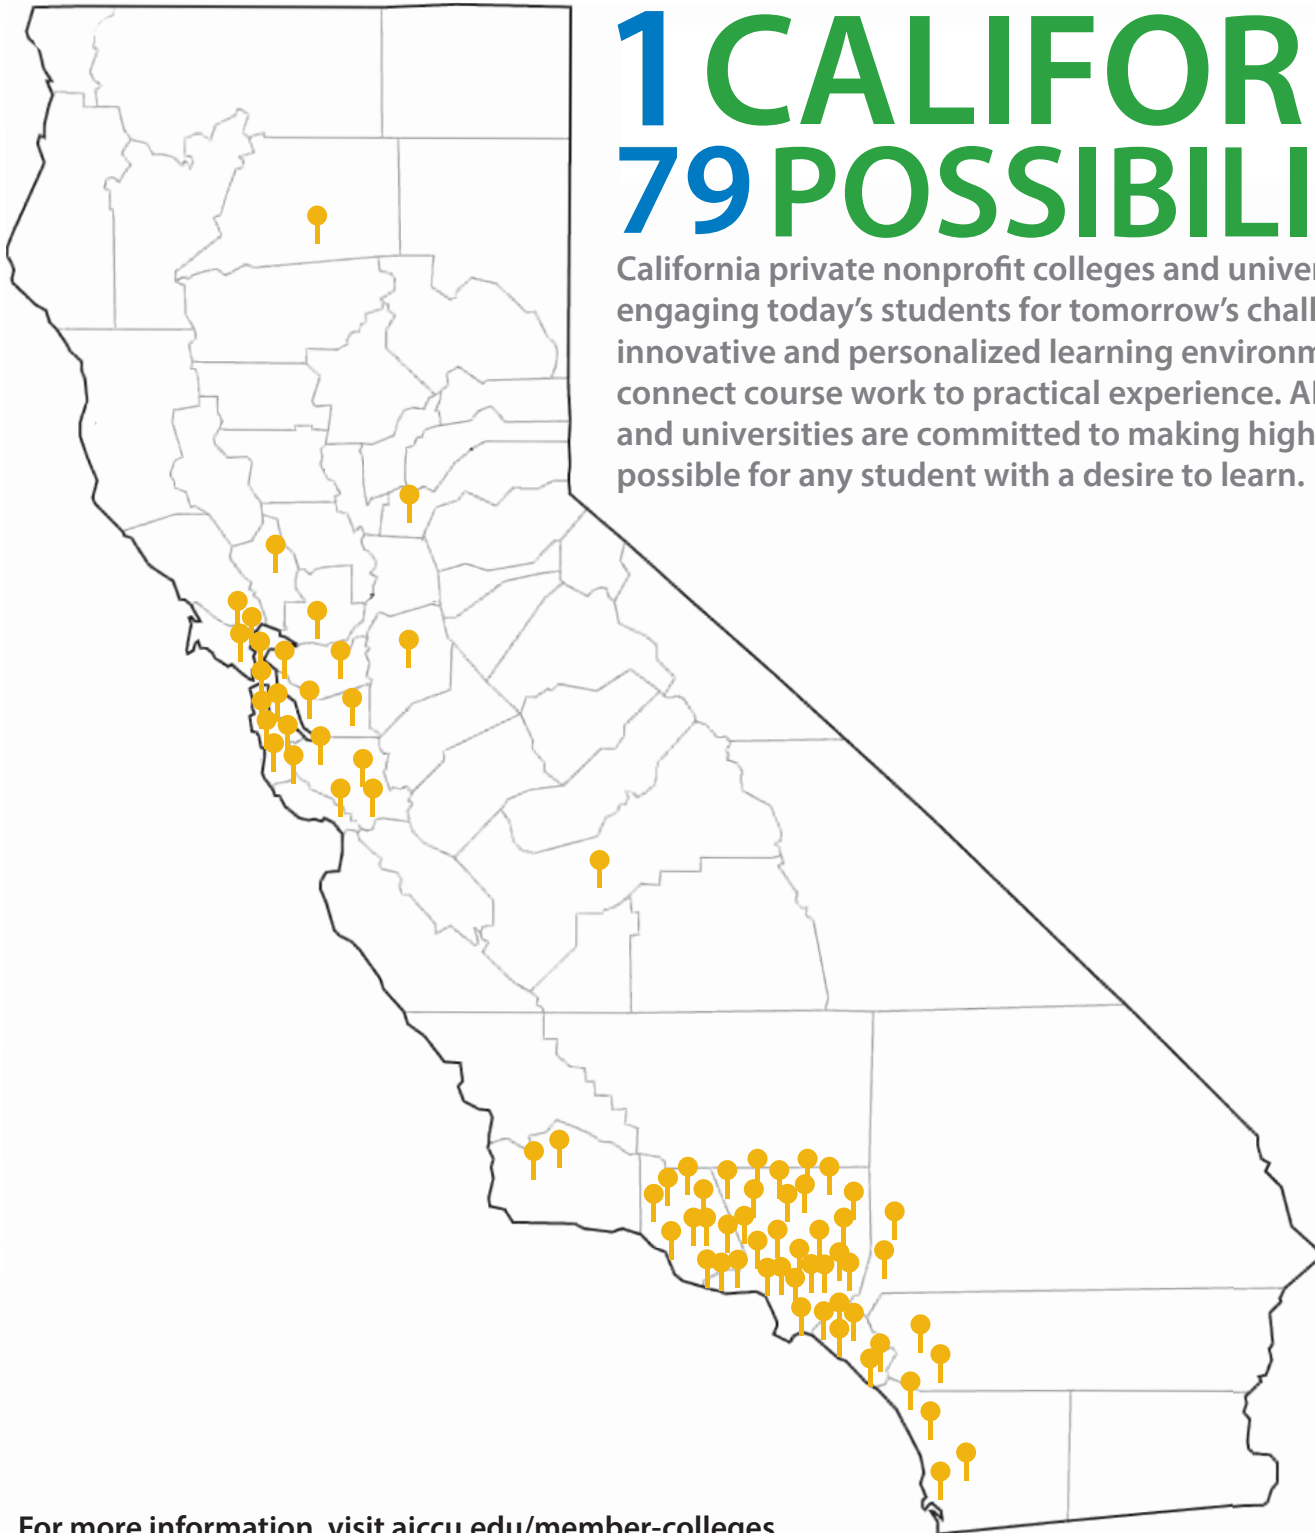 1 CALIFOR
79 POSSIBILI
California private nonprofit colleges and univer
engaging today’s students for tomorrow’s chall
innovative and personalized learning environm
connect course work to practical experience. Al
and universities are committed to making high
possible for any student with a desire to learn.
For more information, visit aiccu.edu/member-colleges